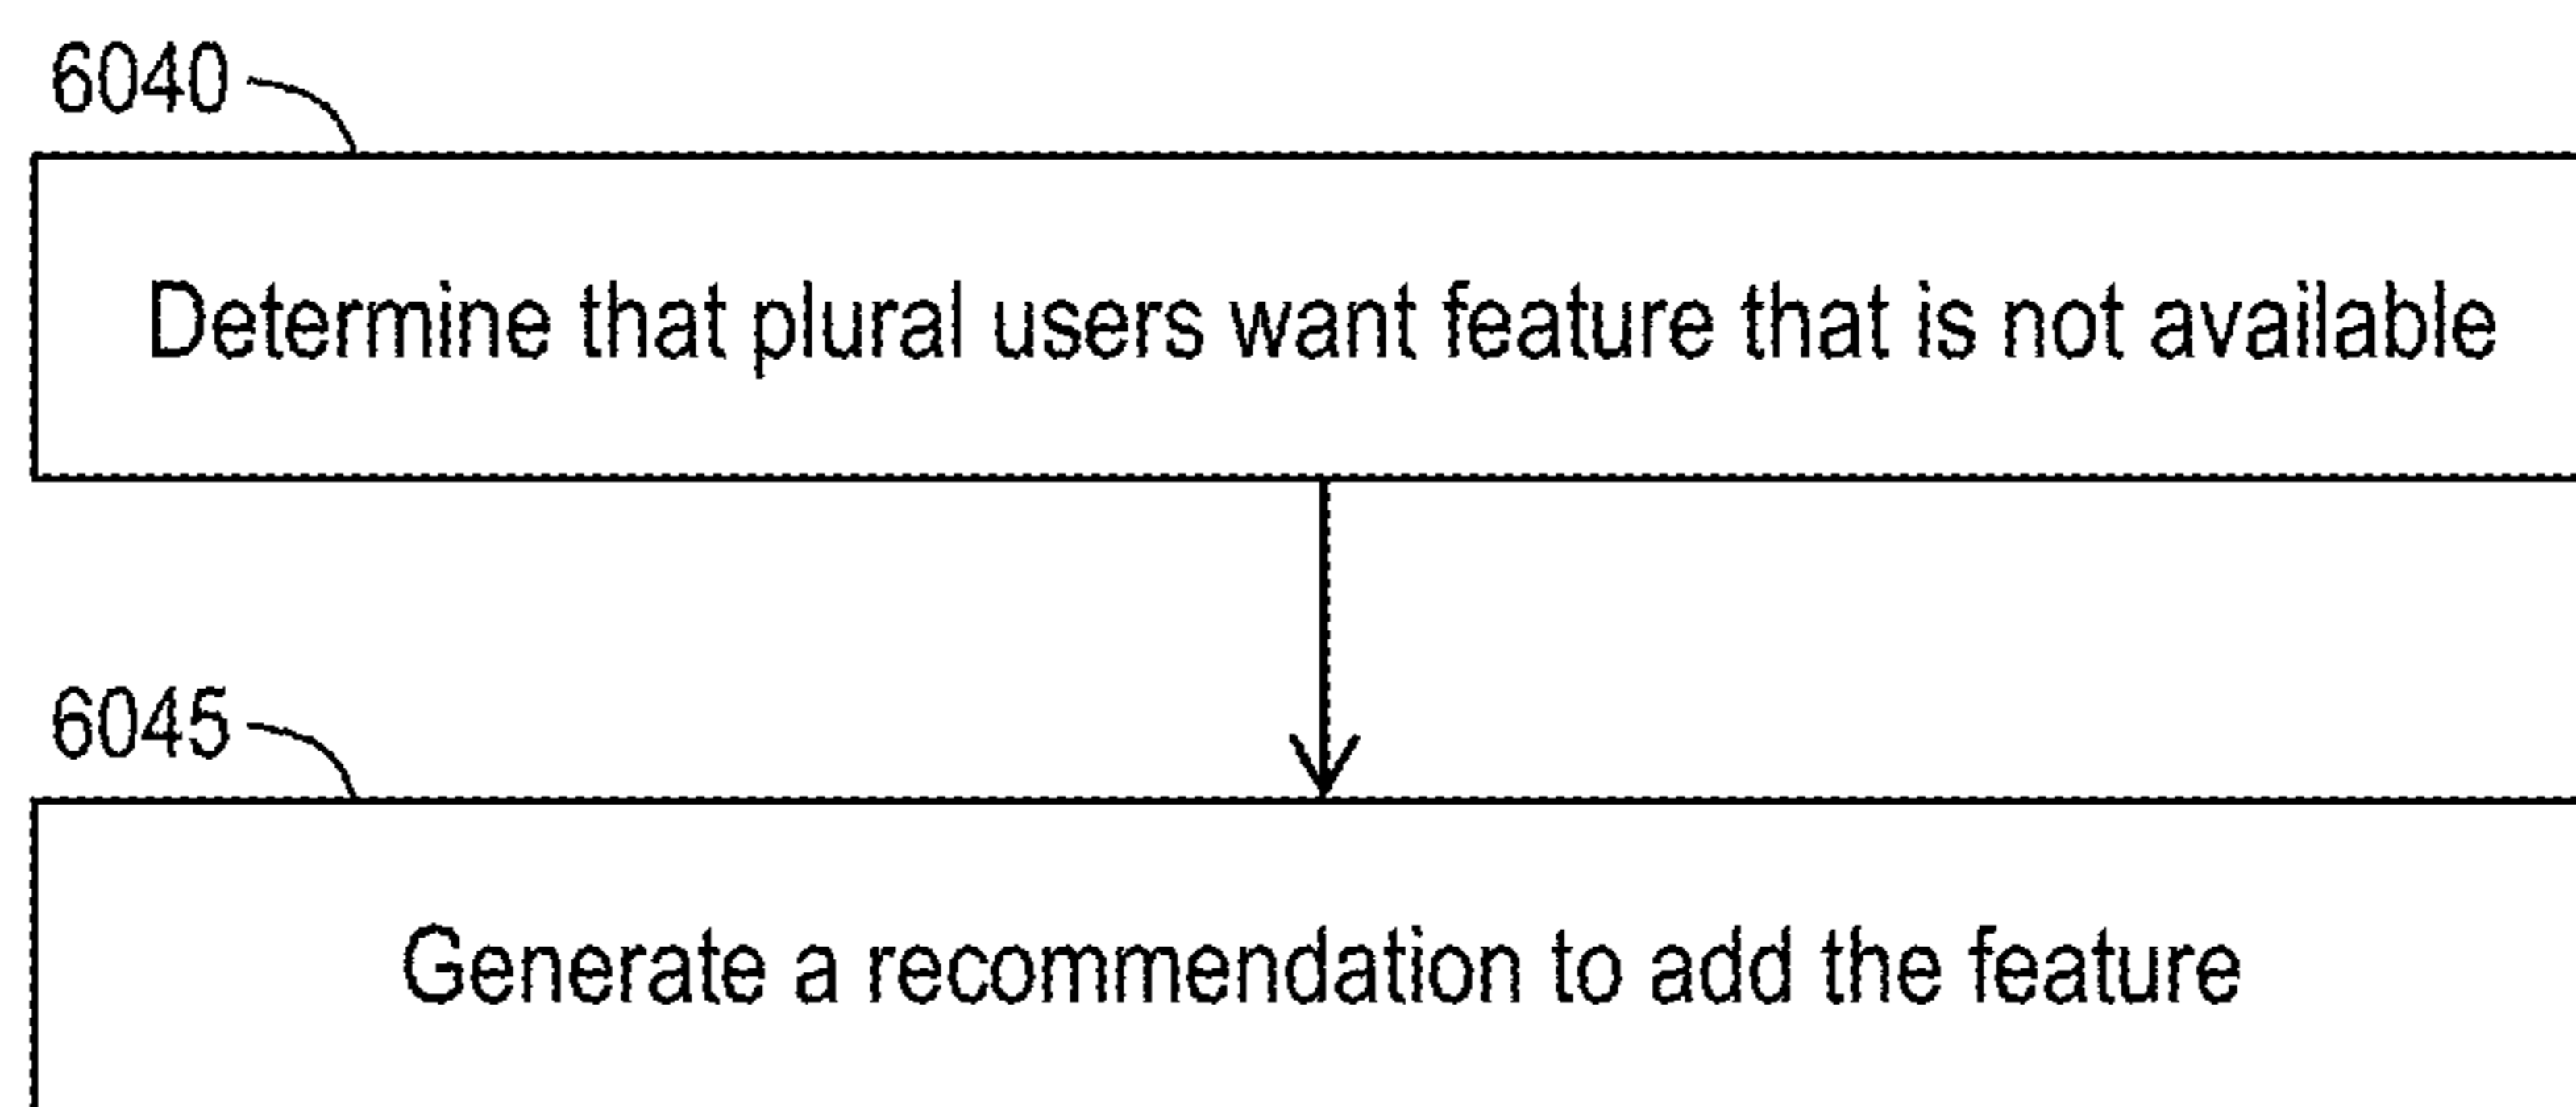 6040
Determine that plural users want feature that is not available
6045
Generate a recommendation to add the feature